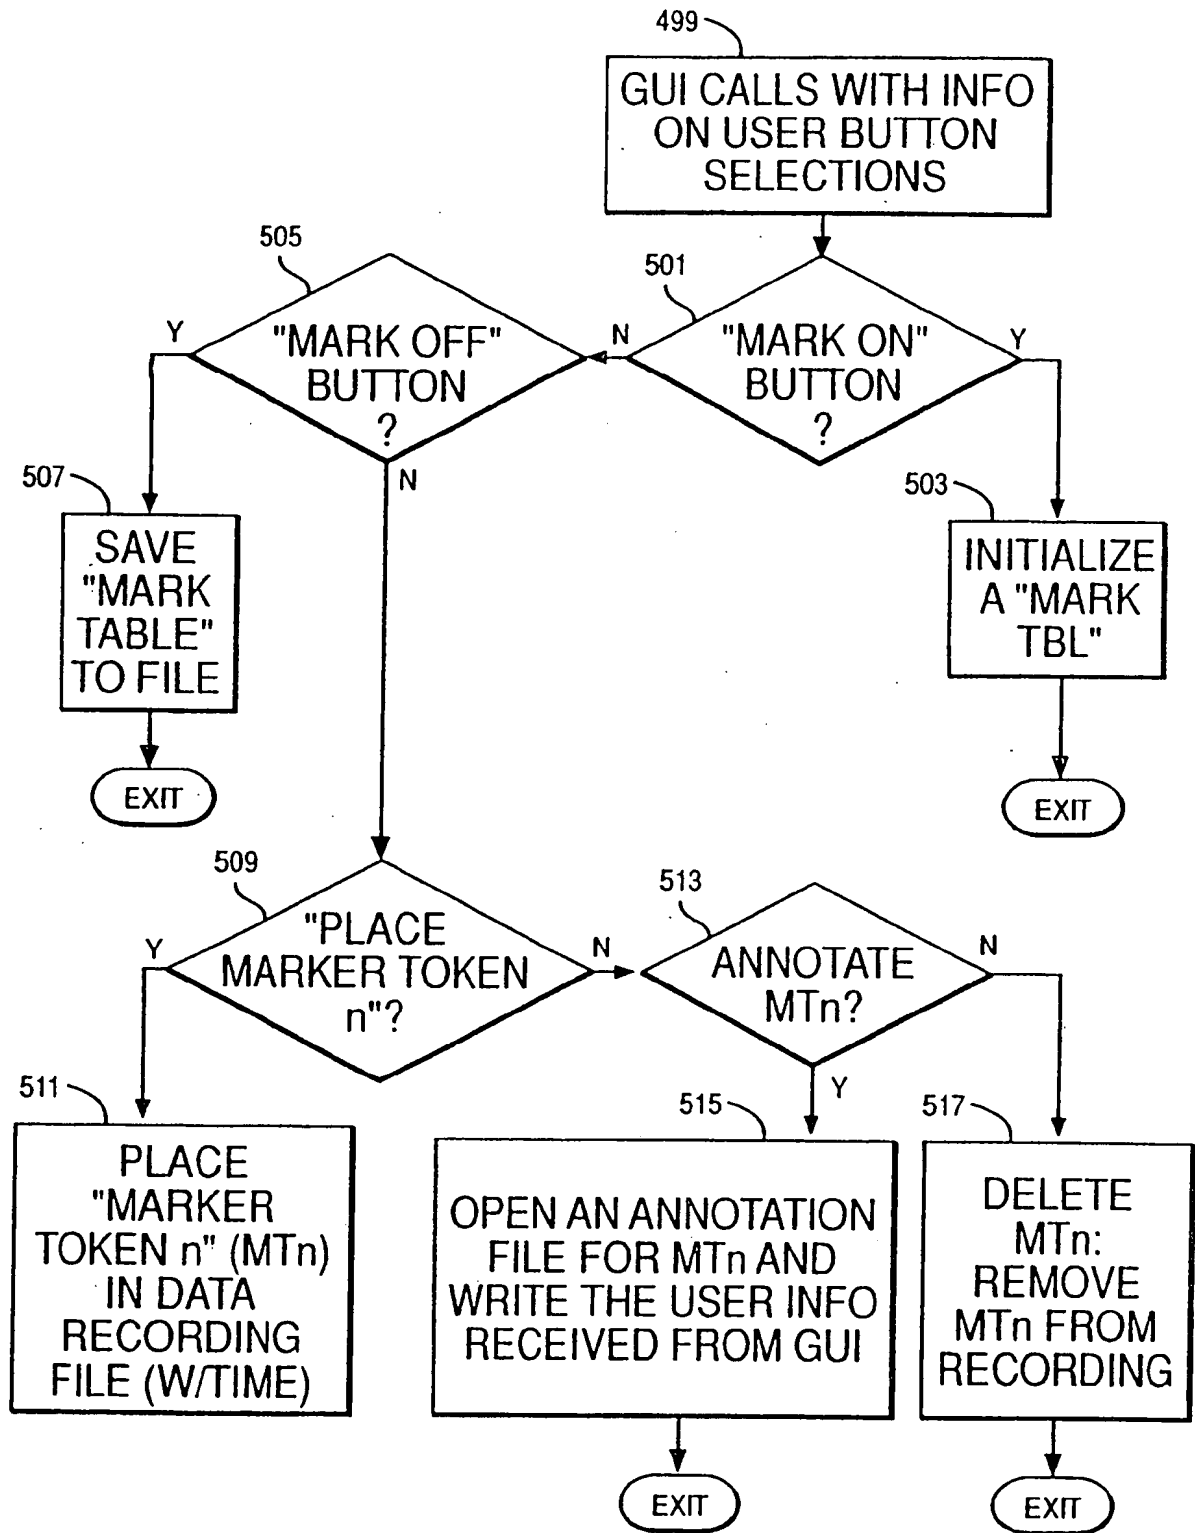 499
GUI CALLS WITH INFO
ON USER BUTTON
SELECTIONS
505
501
Y
"MARK OFF"
BUTTON
?
N
"MARK ON"
BUTTON
?
Y
N
507
SAVE
"MARK
TABLE"
TO FILE
503
INITIALIZE
A "MARK
TBL"
EXIT
EXIT
509
513
Y
"PLACE
MARKER TOKEN
n"?
N
ANNOTATE
MTn?
N
Y
511
PLACE
"MARKER
TOKEN n" (MTn)
IN DATA
RECORDING
FILE (W/TIME)
515
OPEN AN ANNOTATION
FILE FOR MTn AND
WRITE THE USER INFO
RECEIVED FROM GUI
517
DELETE
MTn:
REMOVE
MTn FROM
RECORDING
EXIT
EXIT